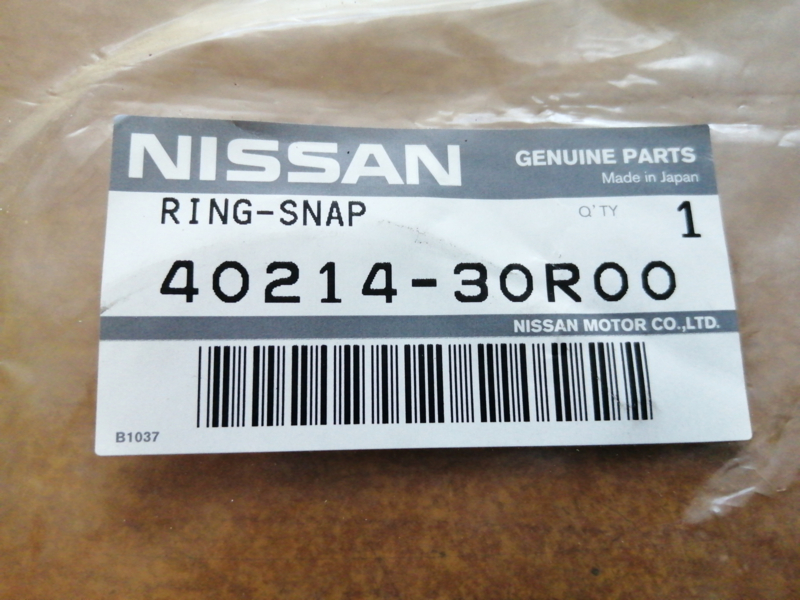 NISSAN
GENUINE PARTS
Made in Japan
RING-SNAP
Q'TY 1
40214-30R00
NISSAN MOTOR CO.,LTD.
B1037